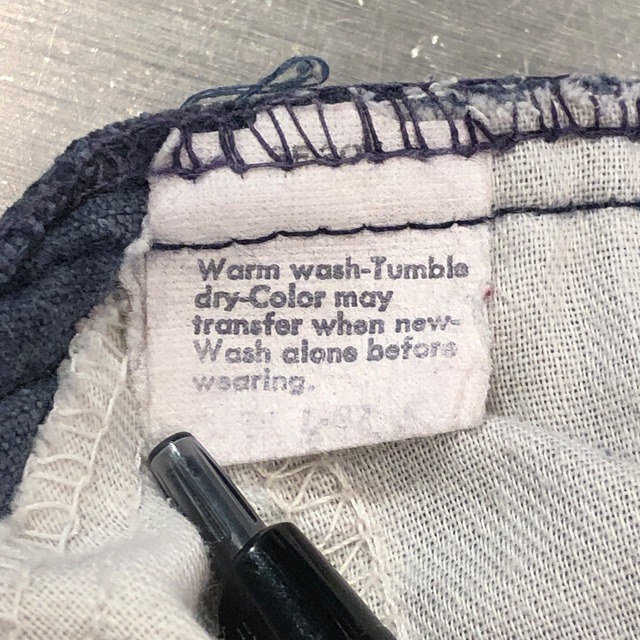 Warm wash-Tumble
dry-Color may
transfer when new-
Wash alone before
wearing.